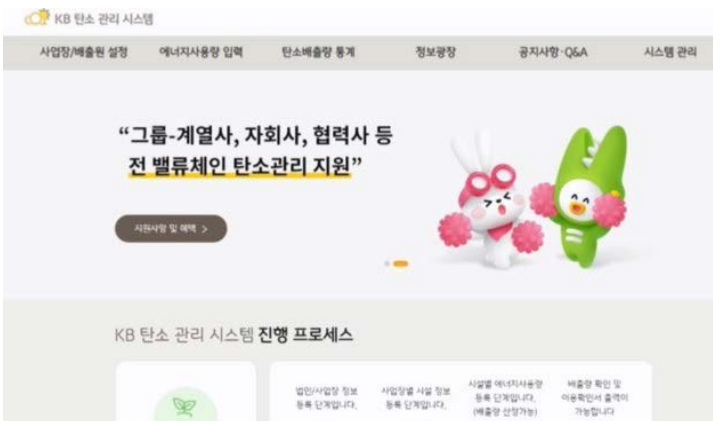 KB 탄소 관리 시스템
사업장/배출원 설정 에너지사용량 입력 탄소배출량 통계 정보광장 공지사항·Q&A 시스템 관리
“그룹-계열사, 자회사, 협력사 등
전 밸류체인 탄소관리 지원”
지원사항 및 혜택 >
KB 탄소 관리 시스템 진행 프로세스
법인/사업장 정보
등록 단계입니다.
사업장별 시설 정보
등록 단계입니다.
시설별 에너지사용량
등록 단계입니다.
(배출량 산정가능)
배출량 확인 및
이용확인서 출력이
가능합니다